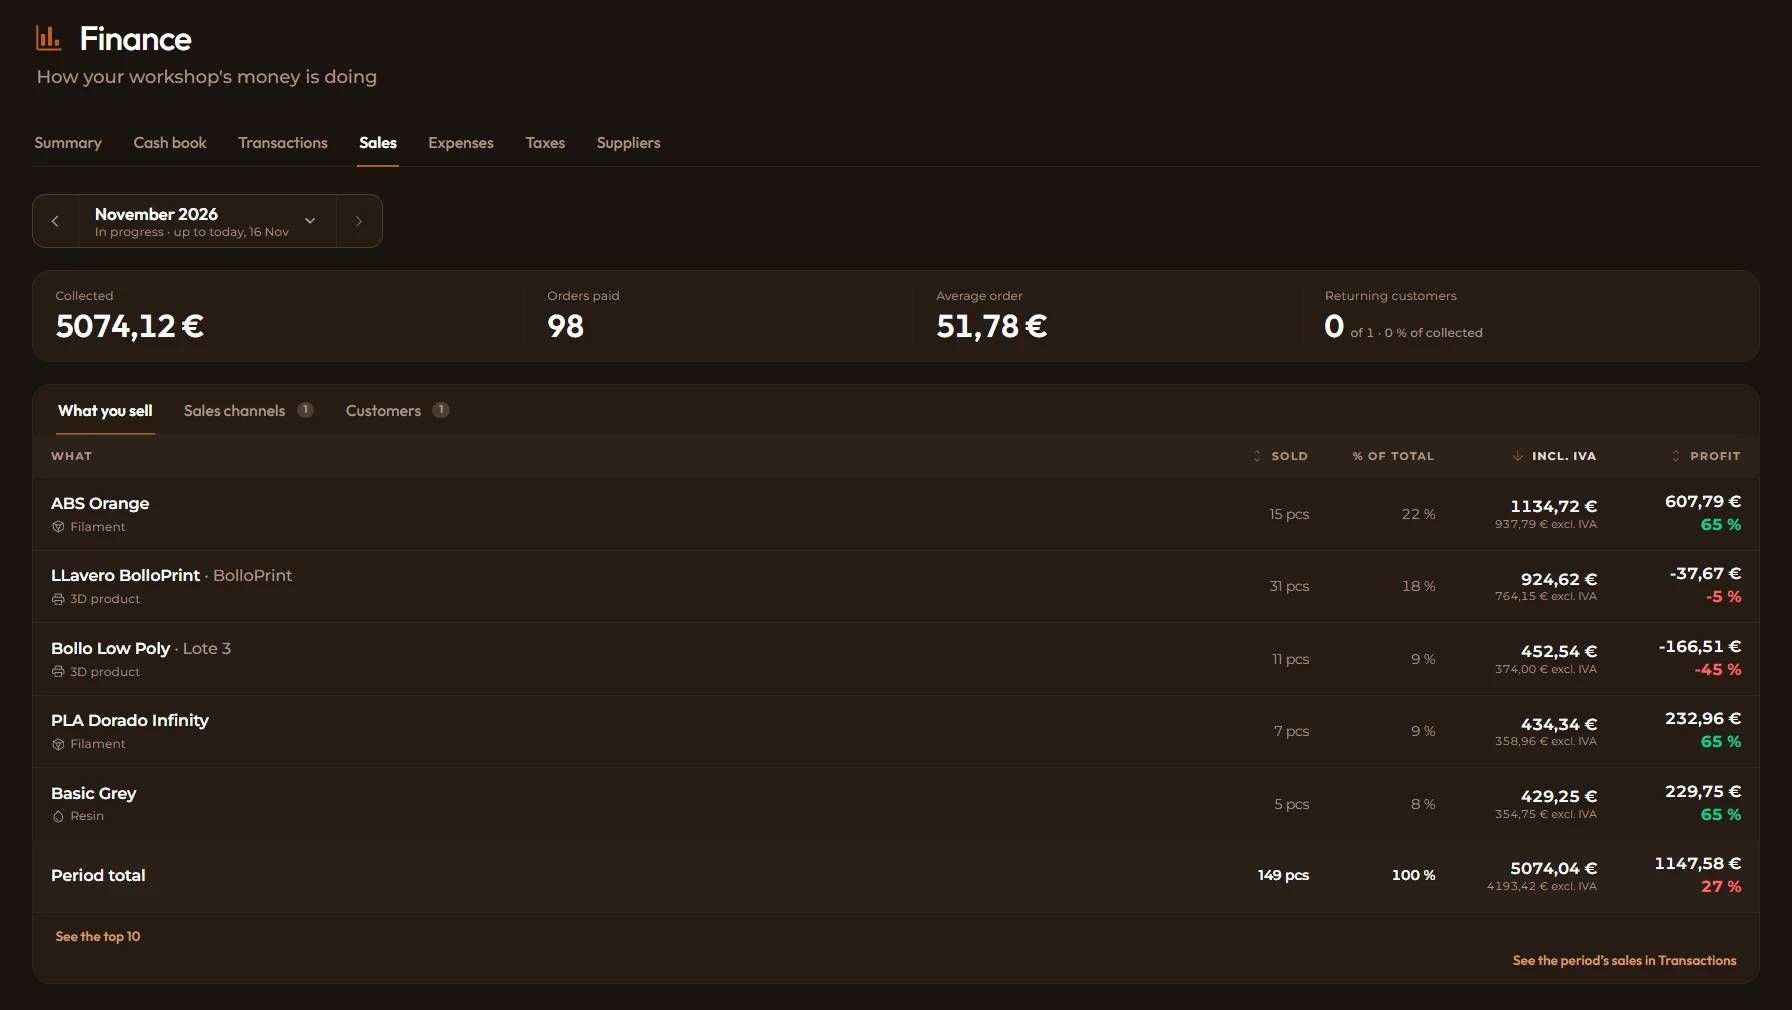 Finance
How your workshop's money is doing
Summary Cash book Transactions Sales Expenses Taxes Suppliers
November 2026
In progress · up to today, 16 Nov
Collected Orders paid Average order Returning customers
5074,12 € 98 51,78 € 0 of 1 · 0 % of collected
What you sell Sales channels 1 Customers 1
WHAT SOLD % OF TOTAL INCL. IVA PROFIT
ABS Orange 15 pcs 22 % 1134,72 € 607,79 €
Filament 937,79 € excl. IVA 65 %
LLavero BolloPrint · BolloPrint 31 pcs 18 % 924,62 € -37,67 €
3D product 764,15 € excl. IVA -5 %
Bollo Low Poly · Lote 3 11 pcs 9 % 452,54 € -166,51 €
3D product 374,00 € excl. IVA -45 %
PLA Dorado Infinity 7 pcs 9 % 434,34 € 232,96 €
Filament 358,96 € excl. IVA 65 %
Basic Grey 5 pcs 8 % 429,25 € 229,75 €
Resin 354,75 € excl. IVA 65 %
Period total 149 pcs 100 % 5074,04 € 1147,58 €
4193,42 € excl. IVA 27 %
See the top 10
See the period's sales in Transactions